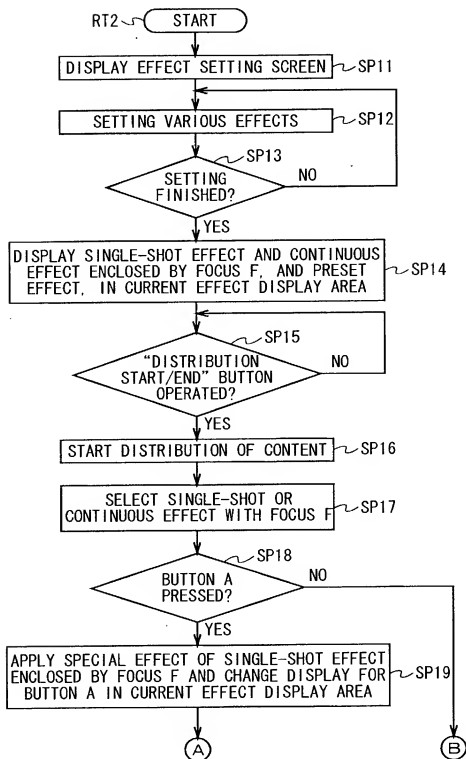 RT2
START
DISPLAY EFFECT SETTING SCREEN
SP11
SETTING VARIOUS EFFECTS
SP12
SP13
SETTING
FINISHED?
NO
YES
DISPLAY SINGLE-SHOT EFFECT AND CONTINUOUS
EFFECT ENCLOSED BY FOCUS F, AND PRESET
EFFECT, IN CURRENT EFFECT DISPLAY AREA
SP14
SP15
"DISTRIBUTION
START/END" BUTTON
OPERATED?
NO
YES
START DISTRIBUTION OF CONTENT
SP16
SELECT SINGLE-SHOT OR
CONTINUOUS EFFECT WITH FOCUS F
SP17
SP18
BUTTON A
PRESSED?
NO
YES
APPLY SPECIAL EFFECT OF SINGLE-SHOT EFFECT
ENCLOSED BY FOCUS F AND CHANGE DISPLAY FOR
BUTTON A IN CURRENT EFFECT DISPLAY AREA
SP19
A
B